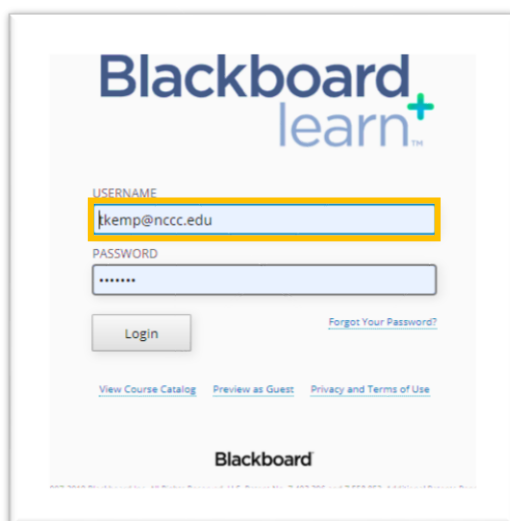 Blackboard
learn+™
USERNAME
tkemp@nccc.edu
PASSWORD
•••••••
Login
Forgot Your Password?
View Course Catalog Preview as Guest Privacy and Terms of Use
Blackboard